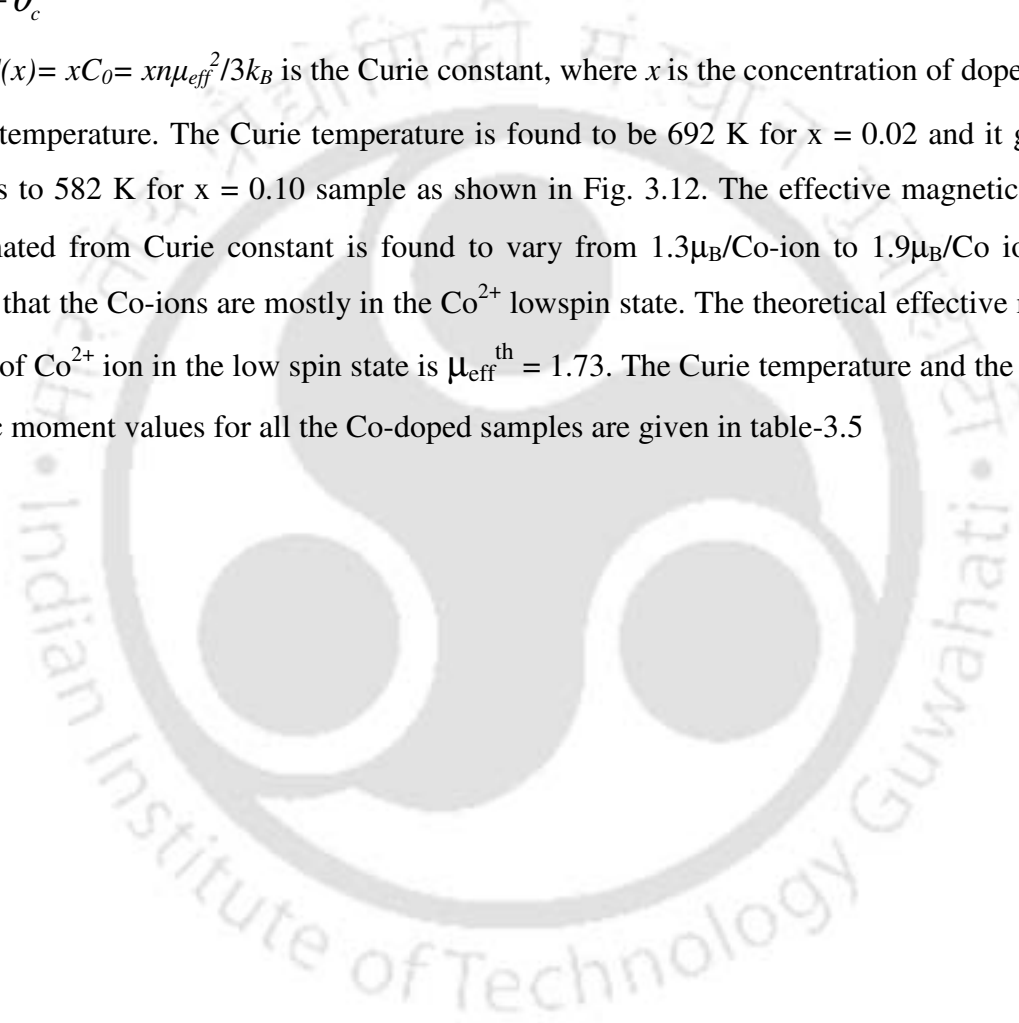 θc
(x)= xC0= xnμeff2/3kB is the Curie constant, where x is the concentration of dope
temperature. The Curie temperature is found to be 692 K for x = 0.02 and it g
s to 582 K for x = 0.10 sample as shown in Fig. 3.12. The effective magnetic
nated from Curie constant is found to vary from 1.3μB/Co-ion to 1.9μB/Co io
that the Co-ions are mostly in the Co2+ lowspin state. The theoretical effective
of Co2+ ion in the low spin state is μeffth = 1.73. The Curie temperature and the
c moment values for all the Co-doped samples are given in table-3.5
Indian Institute of Technology Guwahati